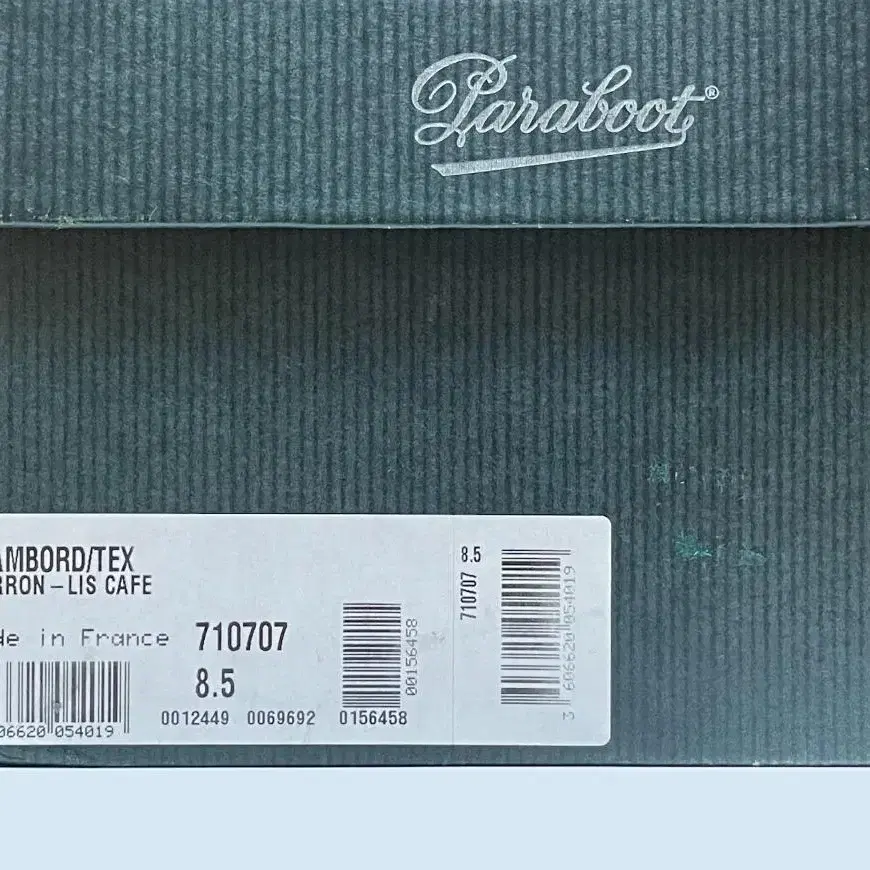 Paraboot®
AMBORD/TEX
RRON – LIS CAFE
de in France 710707
8.5
06620 054019
0012449 0069692 0156458
00156458
8.5
710707
3 606620 054019